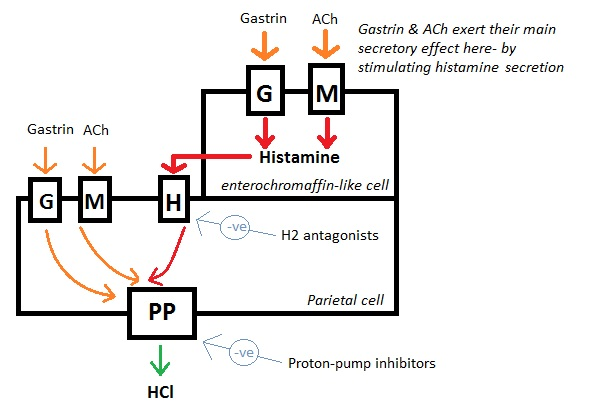 Gastrin ACh
Gastrin & ACh exert their main
secretory effect here- by
stimulating histamine secretion
G M
Histamine
enterochromaffin-like cell
Gastrin ACh
G M H
-ve
H2 antagonists
Parietal cell
PP
-ve
Proton-pump inhibitors
HCl